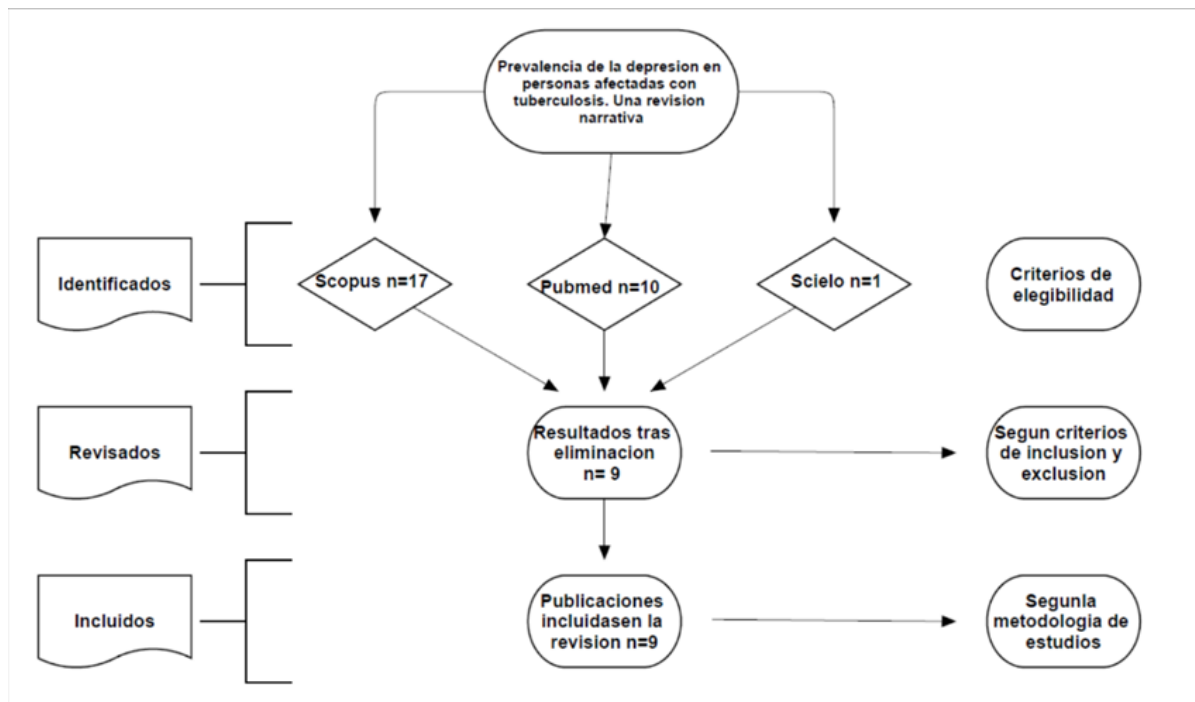 Prevalencia de la depresion en
personas afectadas con
tuberculosis. Una revision
narrativa
Identificados
Scopus n=17
Pubmed n=10
Scielo n=1
Criterios de
elegibilidad
Revisados
Resultados tras
eliminacion
n= 9
Segun criterios
de inclusion y
exclusion
Incluidos
Publicaciones
incluidasen la
revision n=9
Segunla
metodologia de
estudios